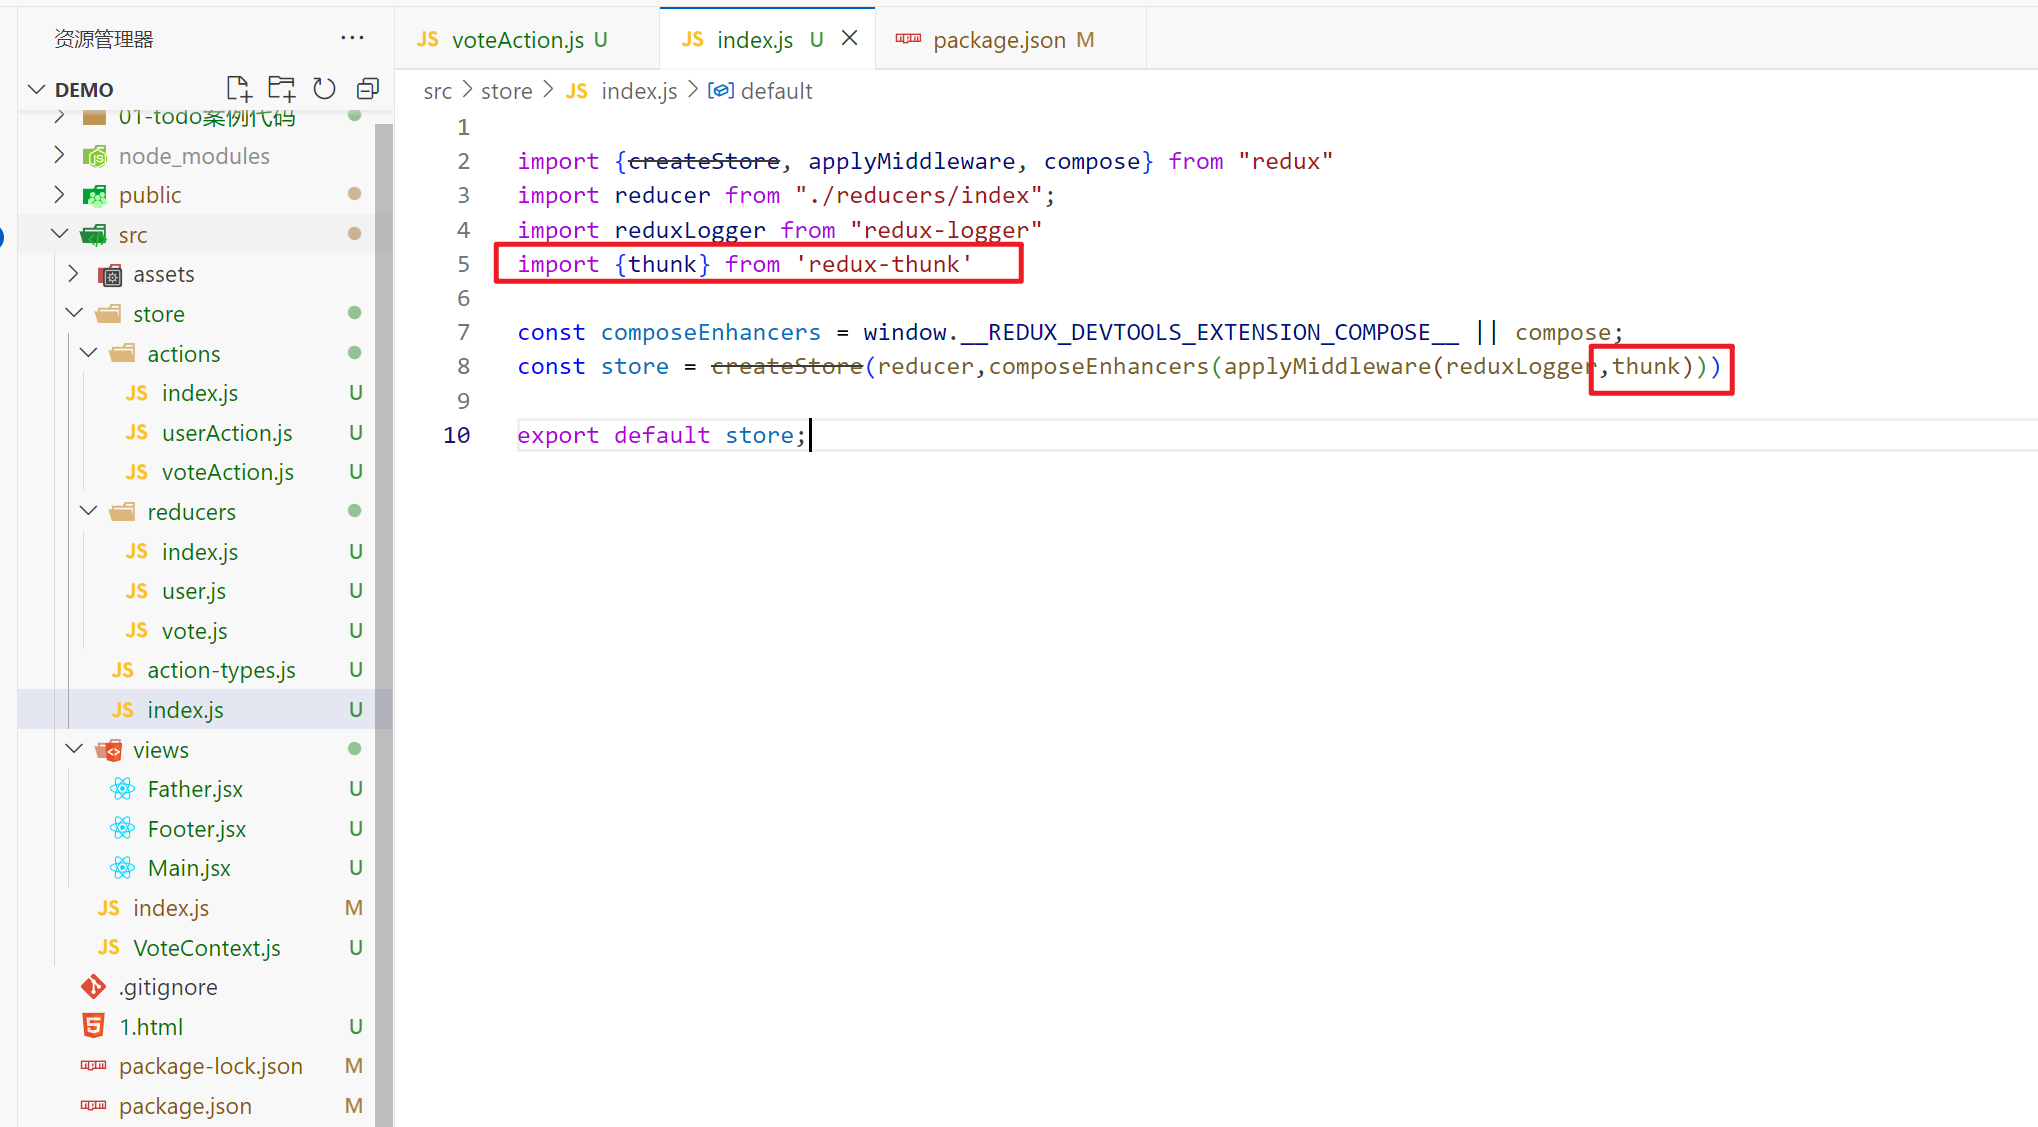 资源管理器 ···
DEMO
01-todo案例代码
node_modules
public
src
assets
store
actions
JS index.js U
JS userAction.js U
JS voteAction.js U
reducers
JS index.js U
JS user.js U
JS vote.js U
JS action-types.js U
JS index.js U
views
Father.jsx U
Footer.jsx U
Main.jsx U
JS index.js M
JS VoteContext.js U
.gitignore
1.html U
package-lock.json M
package.json M
JS voteAction.js U
JS index.js U
package.json M
src > store > JS index.js > default
1
2 import {createStore, applyMiddleware, compose} from "redux"
3 import reducer from "./reducers/index";
4 import reduxLogger from "redux-logger"
5 import {thunk} from 'redux-thunk'
6
7 const composeEnhancers = window.__REDUX_DEVTOOLS_EXTENSION_COMPOSE__ || compose;
8 const store = createStore(reducer,composeEnhancers(applyMiddleware(reduxLogger,thunk)))
9
10 export default store;